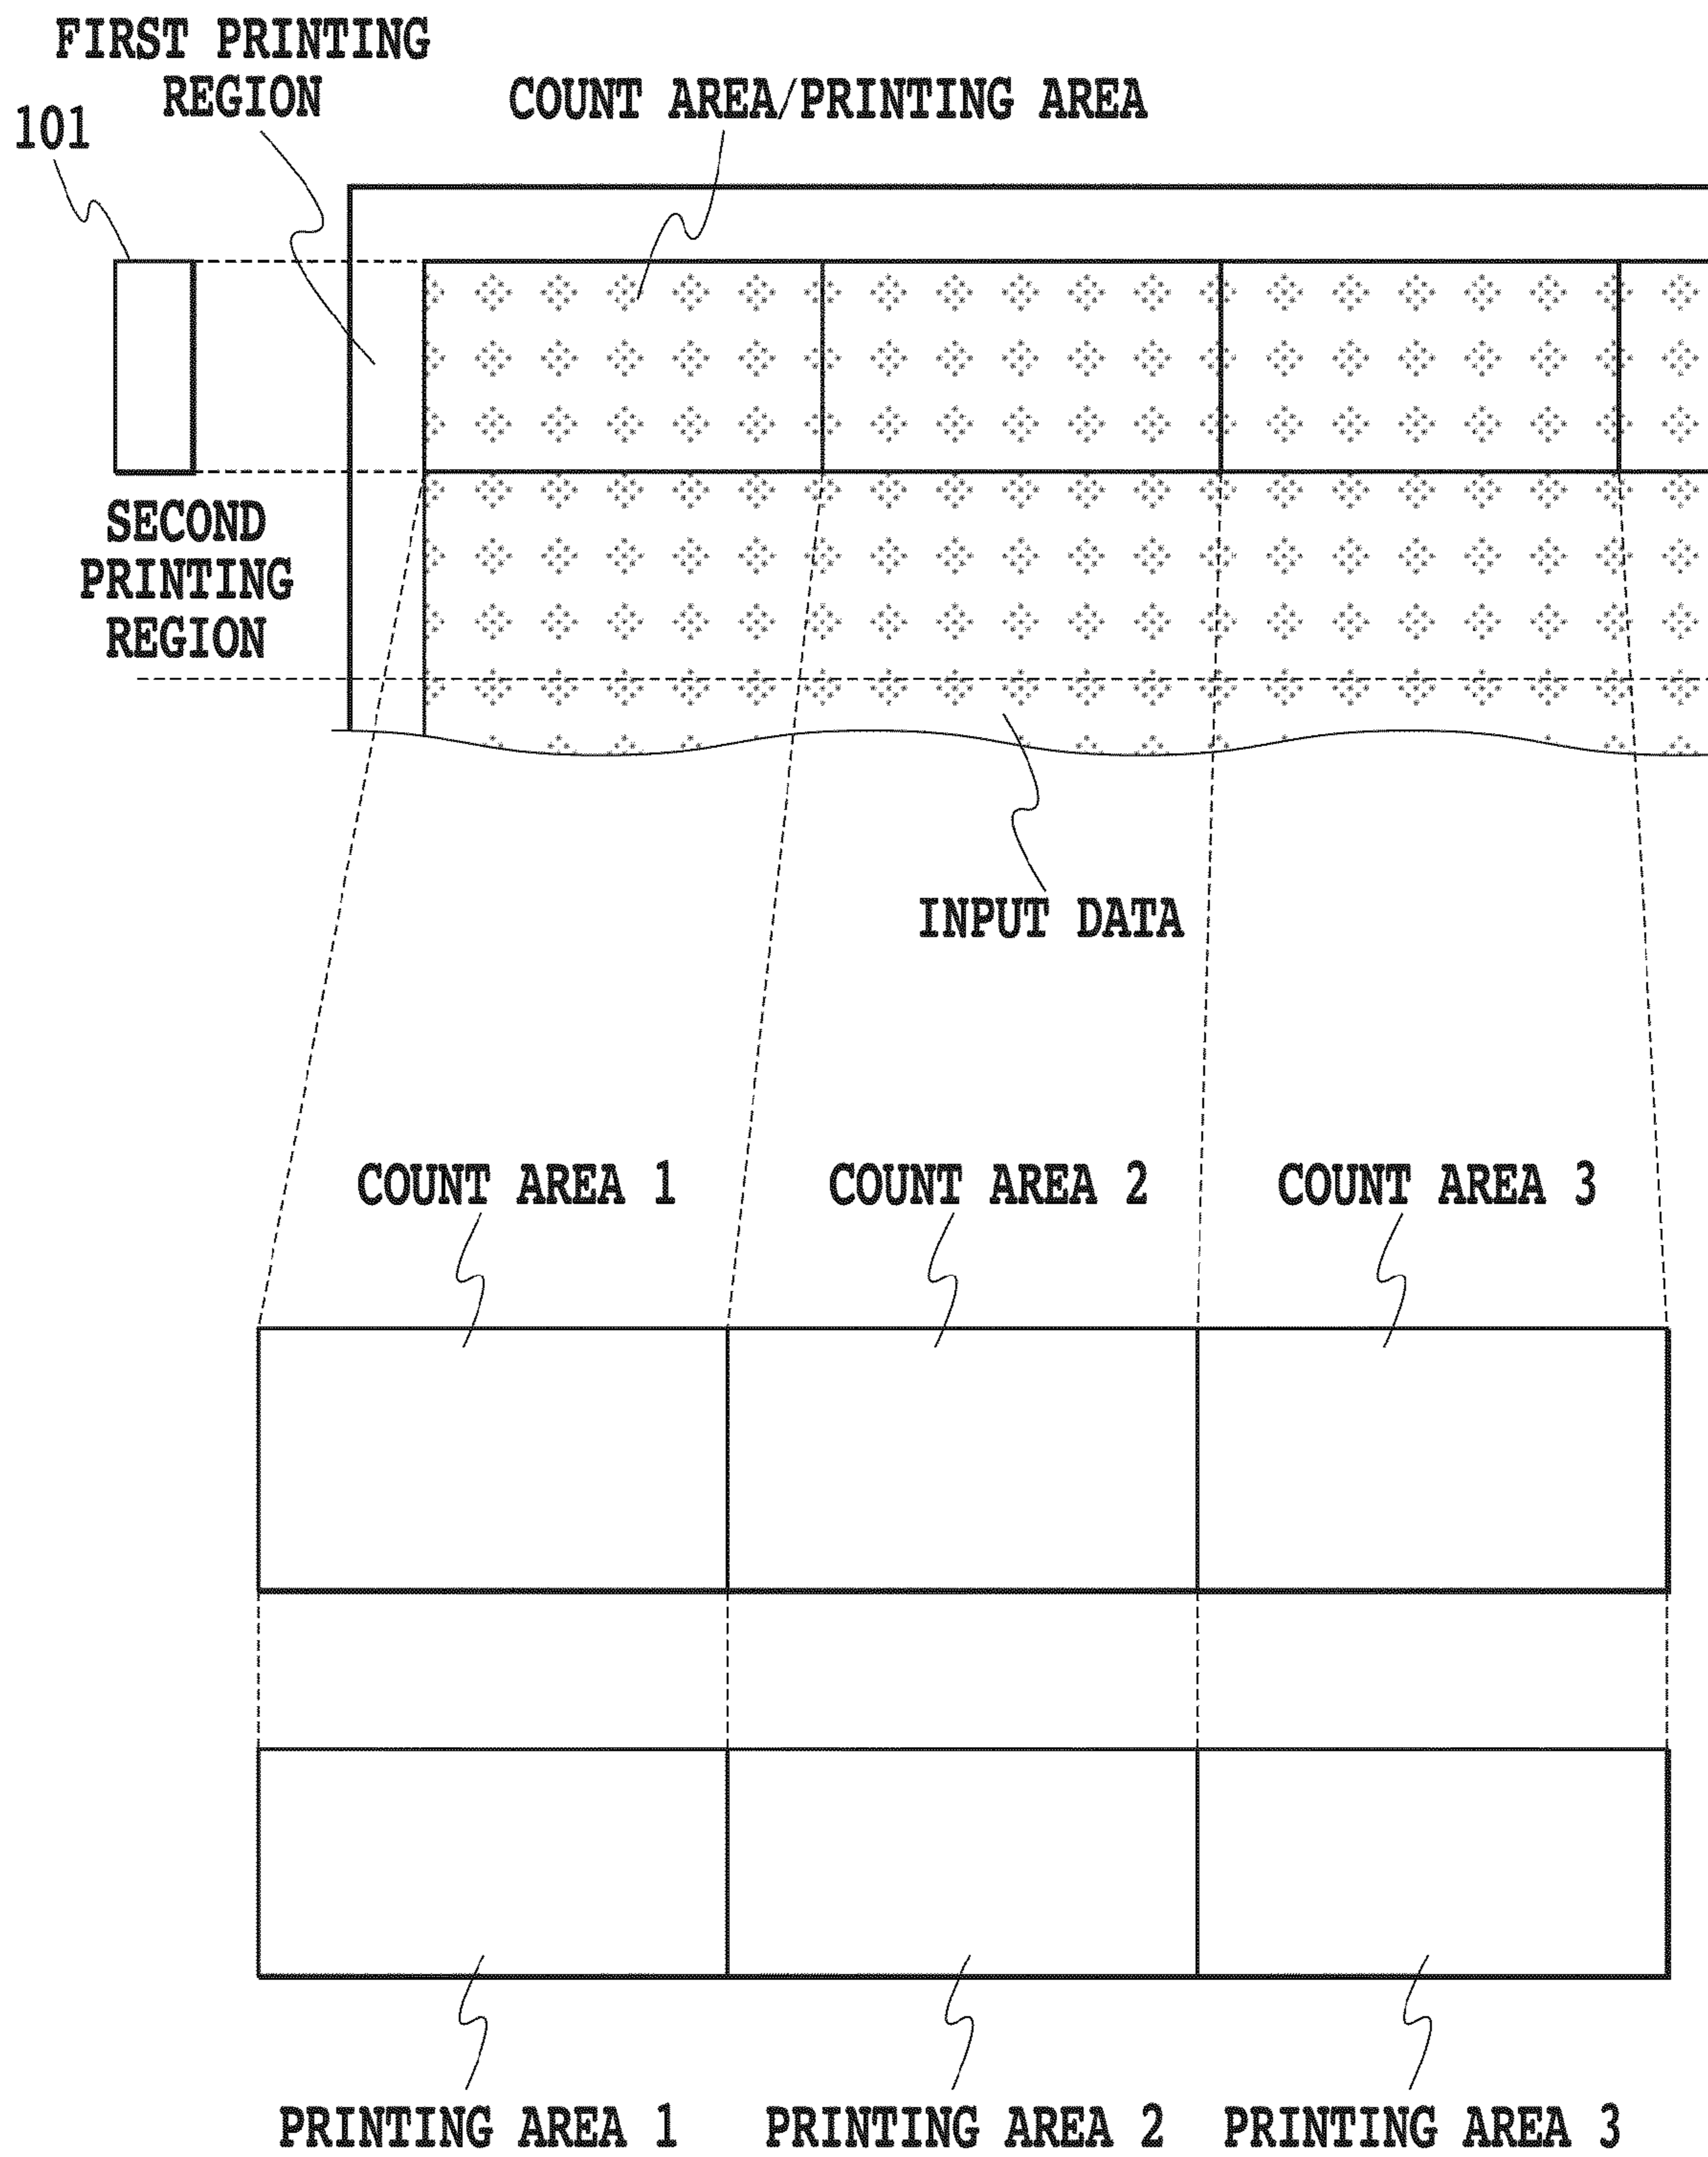 FIRST PRINTING
REGION
101
COUNT AREA/PRINTING AREA
SECOND
PRINTING
REGION
INPUT DATA
COUNT AREA 1
COUNT AREA 2
COUNT AREA 3
PRINTING AREA 1
PRINTING AREA 2
PRINTING AREA 3